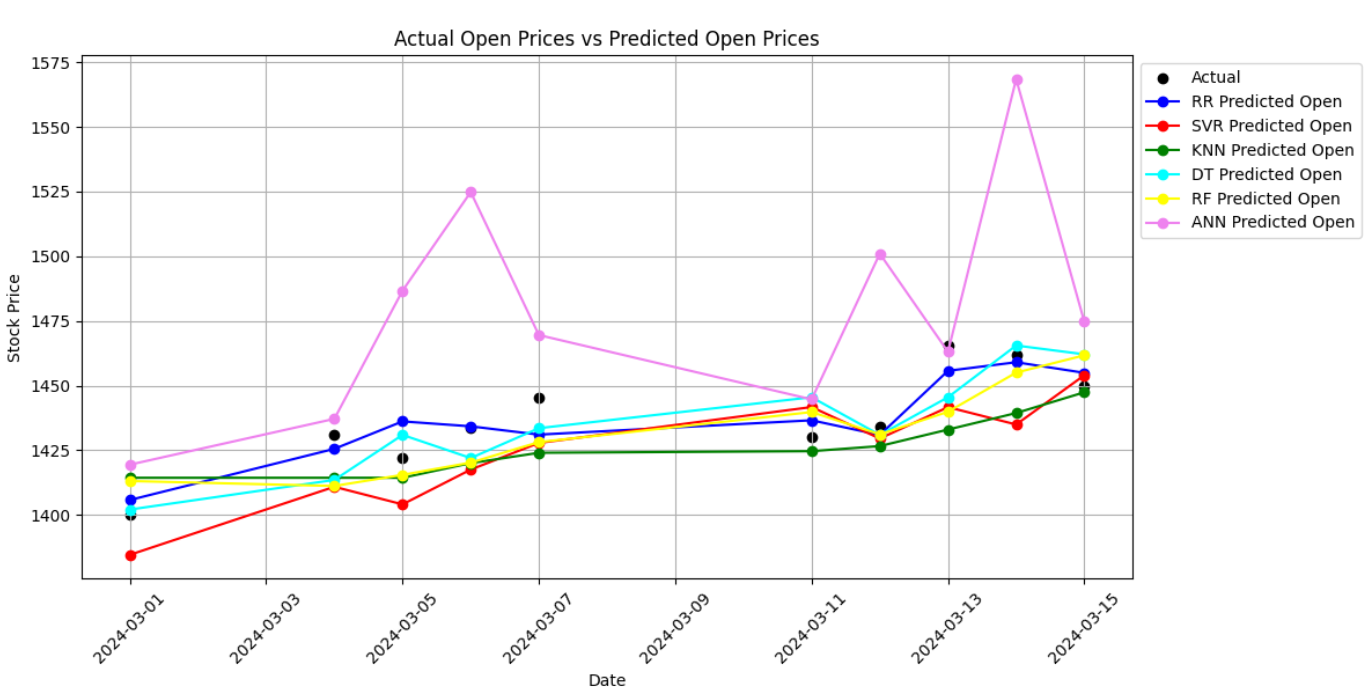 Actual Open Prices vs Predicted Open Prices
Stock Price
1575
1550
1525
1500
1475
1450
1425
1400
2024-03-01
2024-03-03
2024-03-05
2024-03-07
2024-03-09
2024-03-11
2024-03-13
2024-03-15
Date
Actual
RR Predicted Open
SVR Predicted Open
KNN Predicted Open
DT Predicted Open
RF Predicted Open
ANN Predicted Open